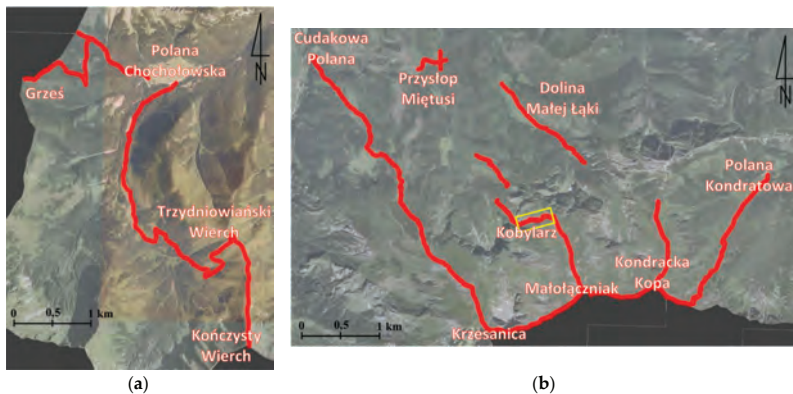 Polana
Chochołowska
Grześ
N
Trzydniowiański
Wierch
0 0,5 1 km
Kończysty
Wierch
(a)
Cudakowa
Polana
Przysłop
Miętusi
Dolina
Małej Łąki
N
Polana
Kondratowa
Kobylarz
Kondracka
Kopa
Małołączniak
Krzesanica
0 0,5 1 km
(b)